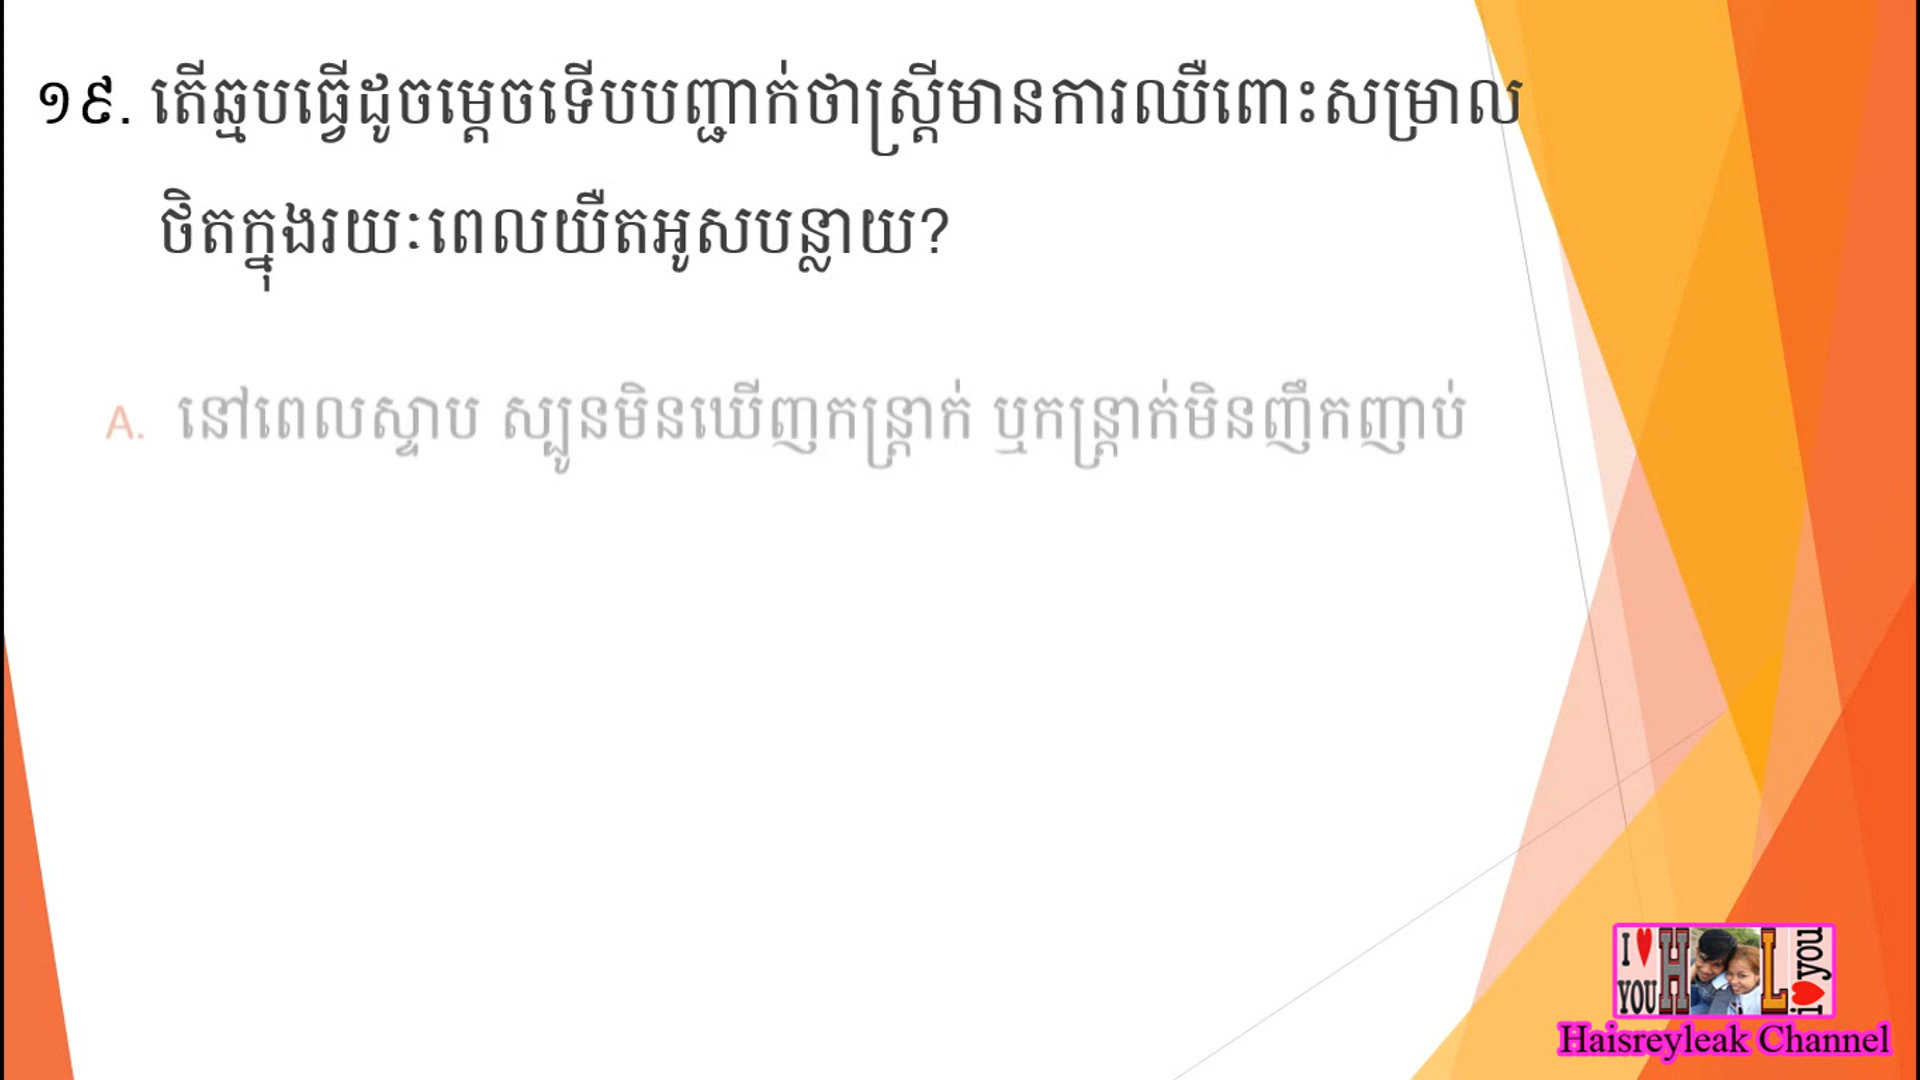 ១៩. តើឆ្មបធ្វើដូចម្ដេចទើបបញ្ជាក់ថាស្ត្រីមានការឈឺពោះសម្រាល
ថិតក្នុងរយៈពេលយឺតអូសបន្លាយ?
A. នៅពេលស្ទាប ស្បូនមិនឃើញកន្ត្រាក់ ឬកន្ត្រាក់មិនញឹកញាប់
I ♥ YOU H L i ♥ you
Haisreyleak Channel